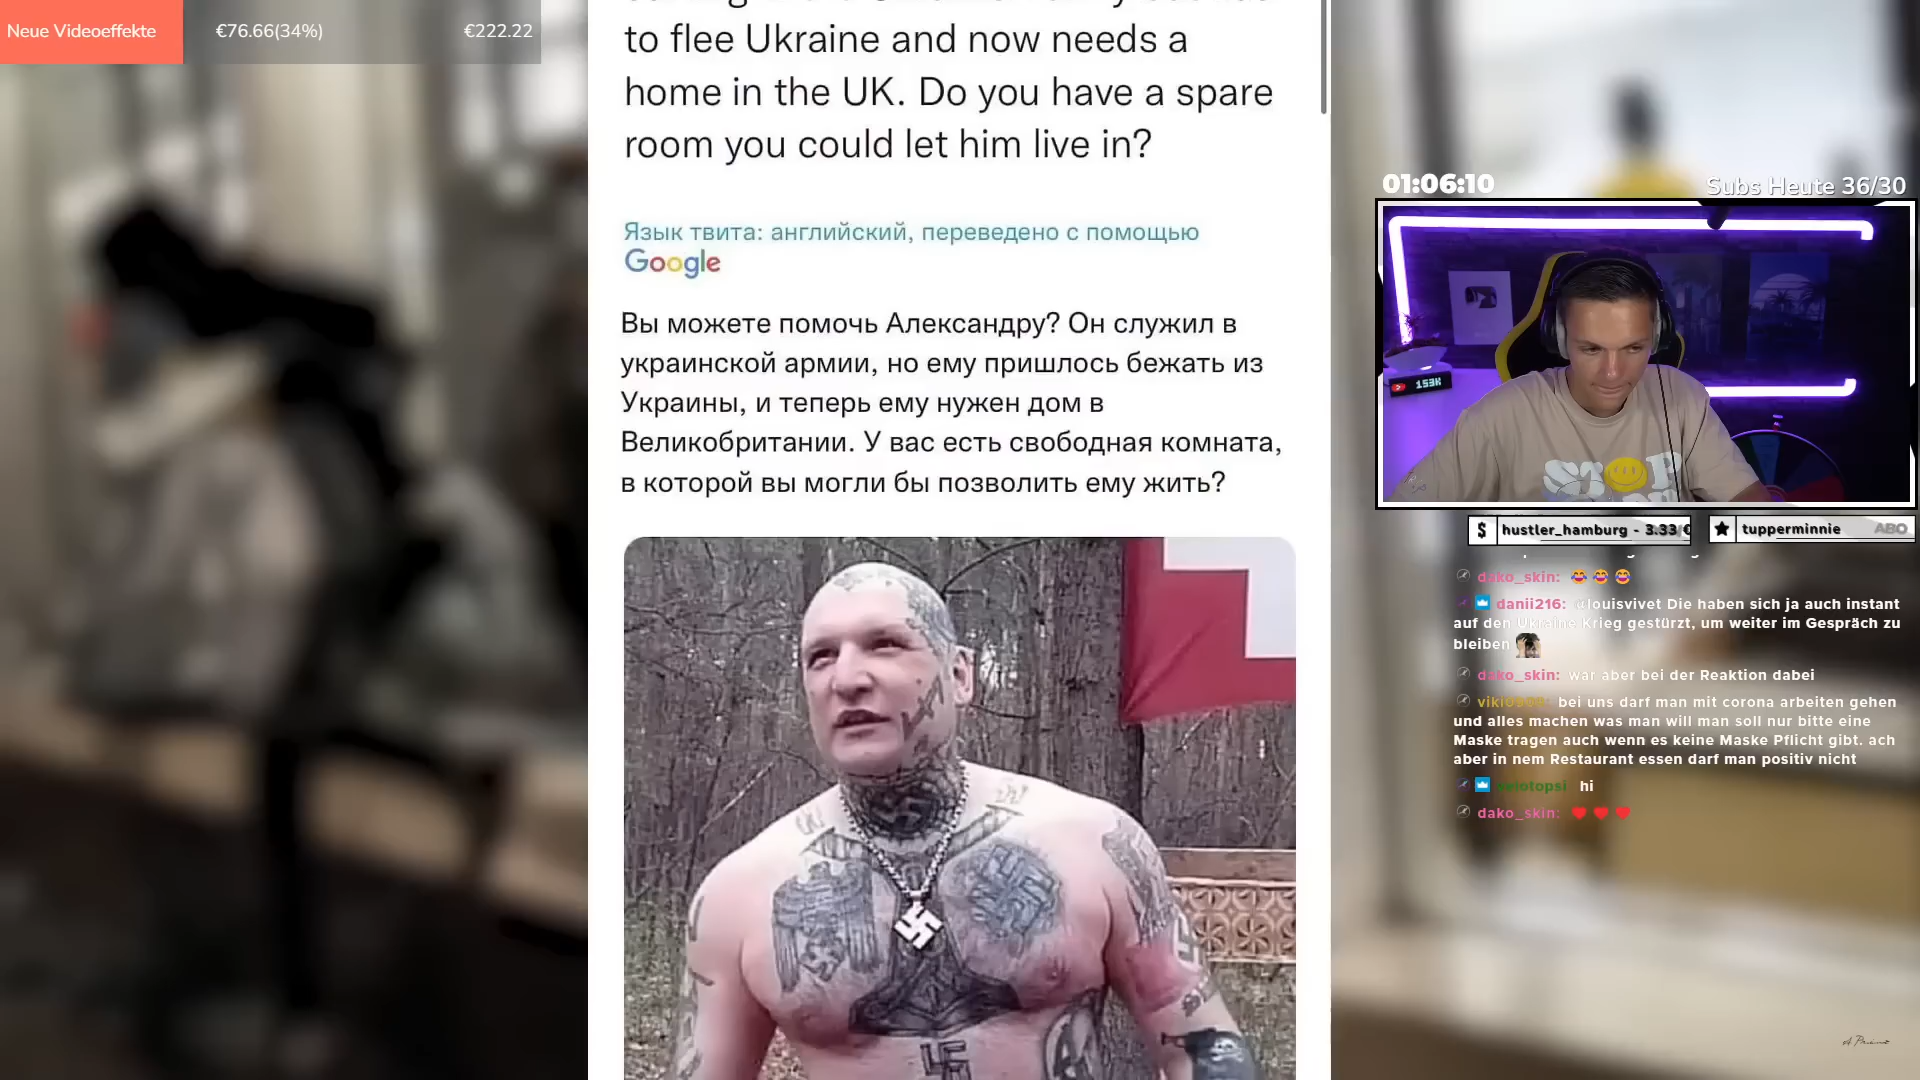 Neue Videoeffekte
€76.66(34%)
€222.22
to flee Ukraine and now needs a
home in the UK. Do you have a spare
room you could let him live in?
Язык твита: английский, переведено с помощью
Google
Вы можете помочь Александру? Он служил в
украинской армии, но ему пришлось бежать из
Украины, и теперь ему нужен дом в
Великобритании. У вас есть свободная комната,
в которой вы могли бы позволить ему жить?
01:06:10
Subs Heute 36/30
153K
hustler_hamburg - 3.33 €
tupperminnie ABO
dako_skin: 😂 😂 😂
danii216: @louisvivet Die haben sich ja auch instant
auf den Ukraine Krieg gestürzt, um weiter im Gespräch zu
bleiben
dako_skin: war aber bei der Reaktion dabei
bei uns darf man mit corona arbeiten gehen
und alles machen was man will man soll nur bitte eine
Maske tragen auch wenn es keine Maske Pflicht gibt. ach
aber in nem Restaurant essen darf man positiv nicht
hi
dako_skin: ♥ ♥ ♥